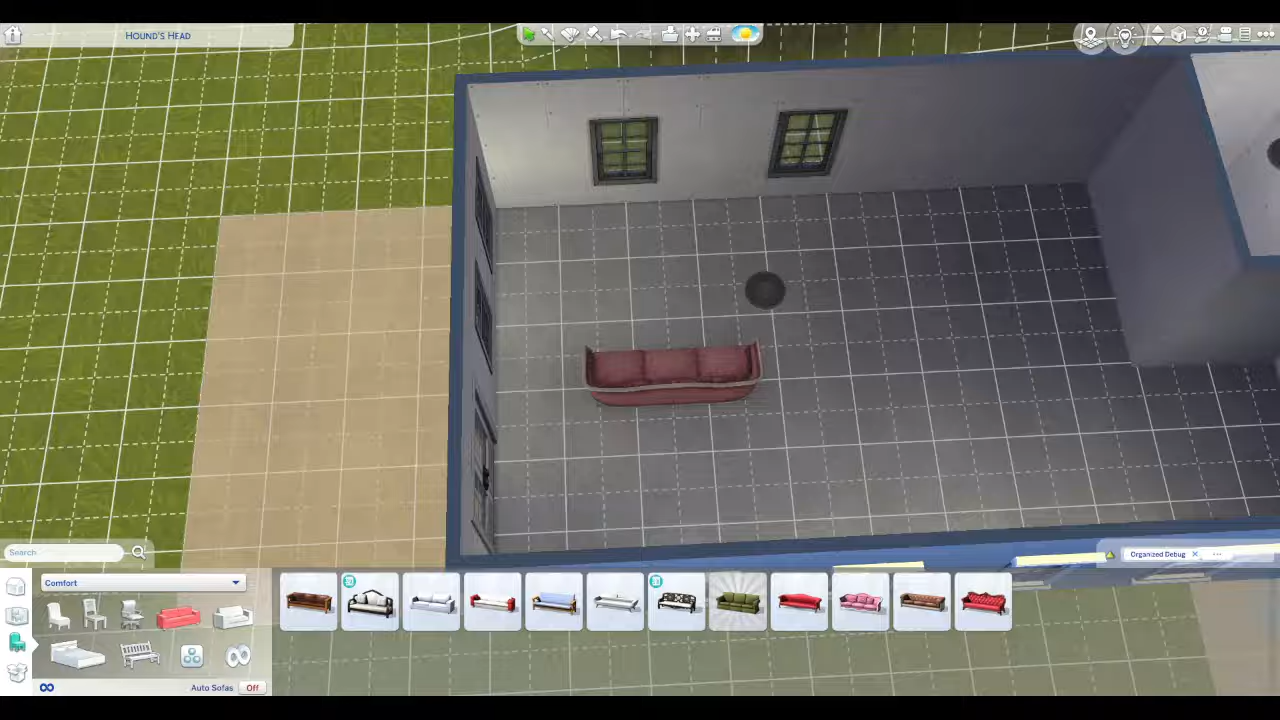 HOUND'S HEAD
Search
Organized Debug
Comfort
Auto Sofas
Off